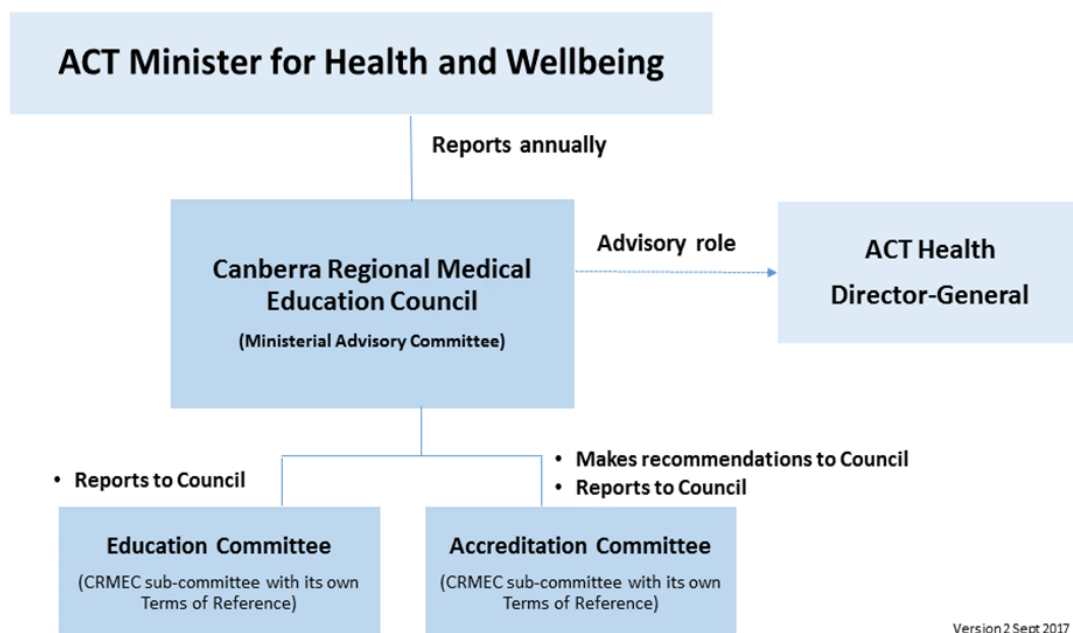 ACT Minister for Health and Wellbeing
Reports annually
Canberra Regional Medical
Education Council
(Ministerial Advisory Committee)
Advisory role
ACT Health
Director-General
• Reports to Council
• Makes recommendations to Council
• Reports to Council
Education Committee
(CRMEC sub-committee with its own
Terms of Reference)
Accreditation Committee
(CRMEC sub-committee with its own
Terms of Reference)
Version 2 Sept 2017